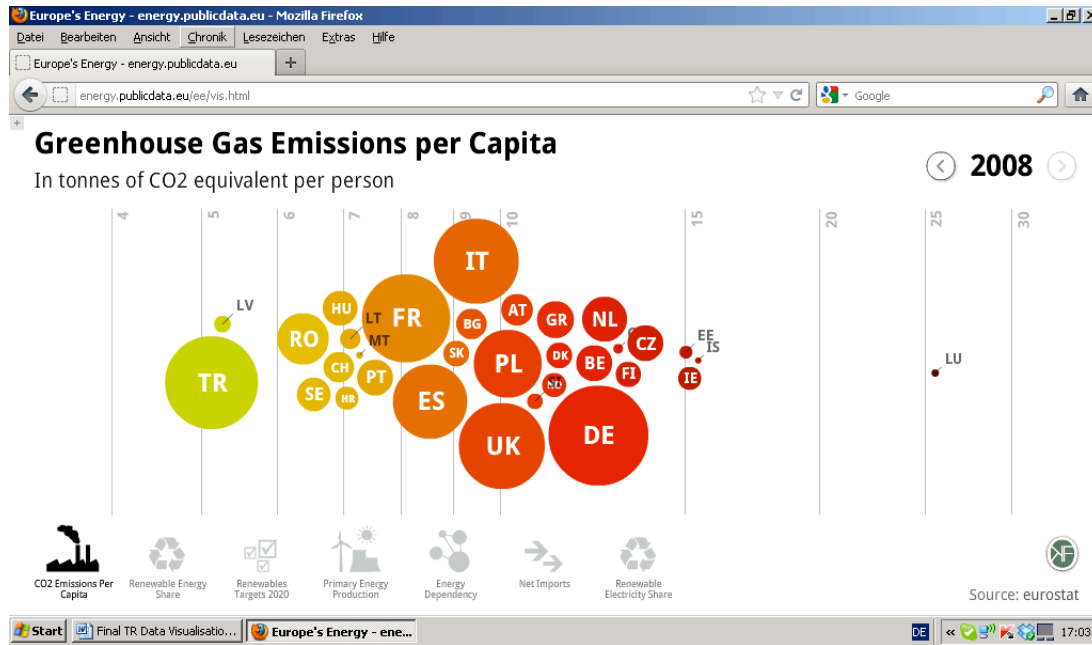 Europe's Energy - energy.publicdata.eu - Mozilla Firefox
Datei Bearbeiten Ansicht Chronik Lesezeichen Extras Hilfe
Europe's Energy - energy.publicdata.eu +
energy.publicdata.eu/ee/vis.html Google
Greenhouse Gas Emissions per Capita
In tonnes of CO2 equivalent per person
2008
4 5 6 7 8 9 10 15 20 25 30
IT
LV
HU
LT
FR
AT
GR
NL
RO
MT
BG
SK
PL
DK
BE
CZ
EE
IS
TR
CH
PT
FI
IE
LU
SE
HR
ES
NO
UK
DE
CO2 Emissions Per Capita
Renewable Energy Share
Renewables Targets 2020
Primary Energy Production
Energy Dependency
Net Imports
Renewable Electricity Share
Source: eurostat
Start Final TR Data Visualisatio... Europe's Energy - ene... DE « 17:03